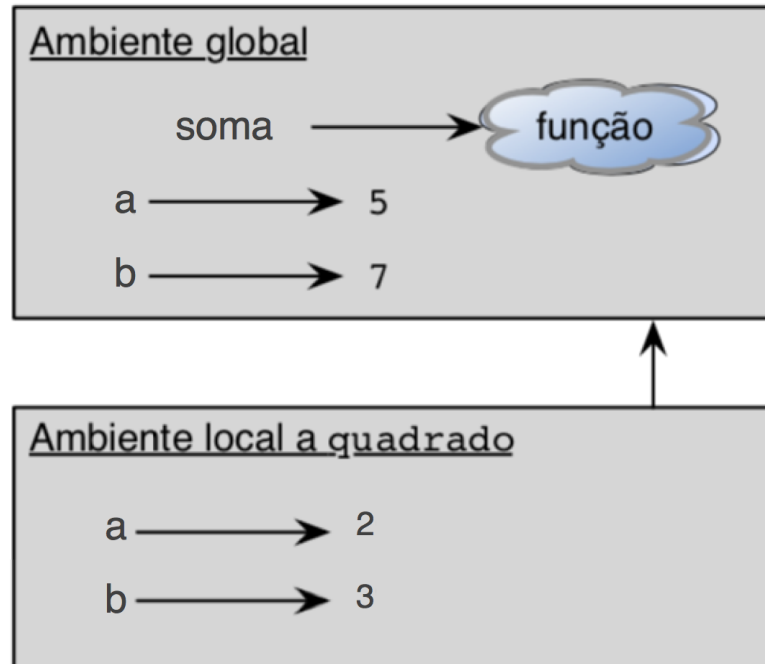 Ambiente global
soma função
a 5
b 7
Ambiente local a quadrado
a 2
b 3